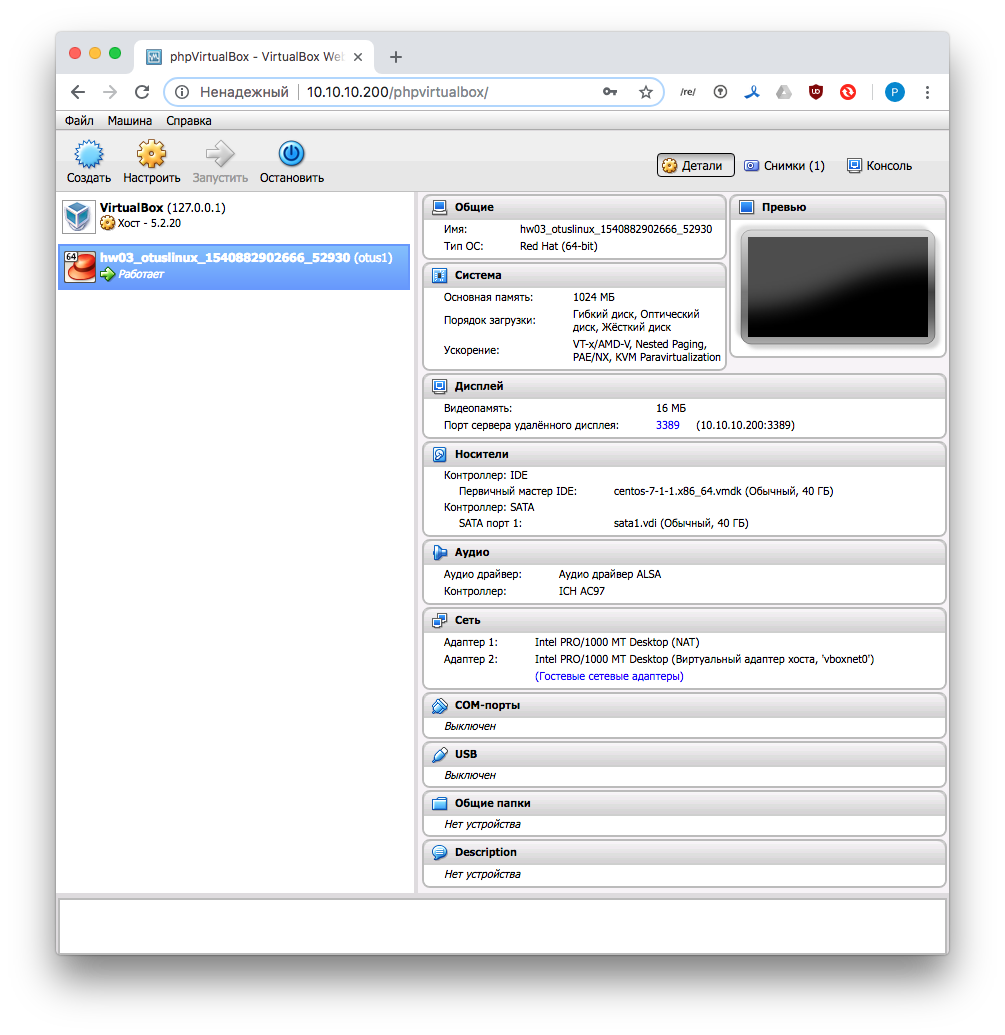 phpVirtualBox - VirtualBox Web
Ненадежный 10.10.10.200/phpvirtualbox/
/re/
P
Файл Машина Справка
Создать Настроить Запустить Остановить
Детали Снимки (1) Консоль
VirtualBox (127.0.0.1)
Хост - 5.2.20
64
hw03_otuslinux_1540882902666_52930 (otus1)
Работает
Общие
Имя: hw03_otuslinux_1540882902666_52930
Тип ОС: Red Hat (64-bit)
Превью
Система
Основная память: 1024 МБ
Порядок загрузки: Гибкий диск, Оптический
диск, Жёсткий диск
Ускорение: VT-x/AMD-V, Nested Paging,
PAE/NX, KVM Paravirtualization
Дисплей
Видеопамять: 16 МБ
Порт сервера удалённого дисплея: 3389 (10.10.10.200:3389)
Носители
Контроллер: IDE
Первичный мастер IDE: centos-7-1-1.x86_64.vmdk (Обычный, 40 ГБ)
Контроллер: SATA
SATA порт 1: sata1.vdi (Обычный, 40 ГБ)
Аудио
Аудио драйвер: Аудио драйвер ALSA
Контроллер: ICH AC97
Сеть
Адаптер 1: Intel PRO/1000 MT Desktop (NAT)
Адаптер 2: Intel PRO/1000 MT Desktop (Виртуальный адаптер хоста, 'vboxnet0')
(Гостевые сетевые адаптеры)
COM-порты
Выключен
USB
Выключен
Общие папки
Нет устройства
Description
Нет устройства